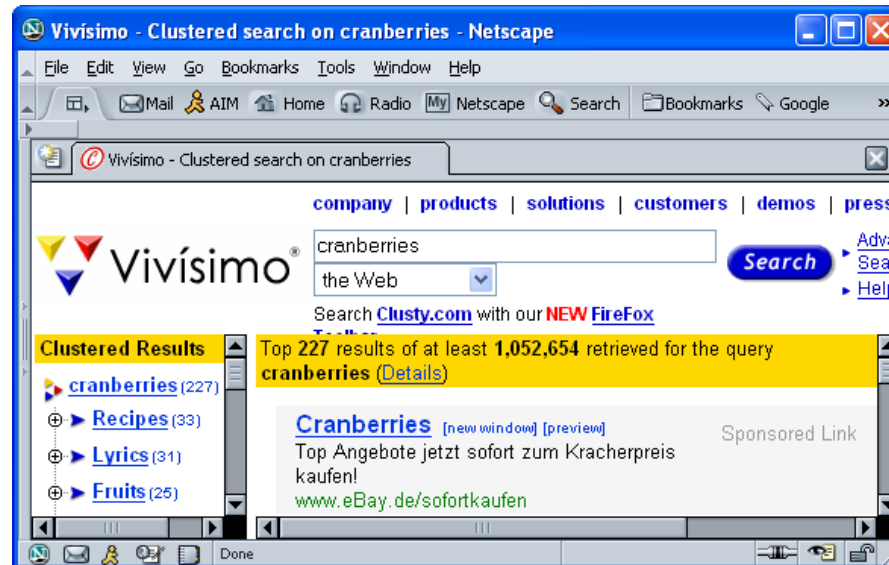 Vivísimo - Clustered search on cranberries - Netscape
File Edit View Go Bookmarks Tools Window Help
Mail AIM Home Radio My Netscape Search Bookmarks Google »
Vivísimo - Clustered search on cranberries
company | products | solutions | customers | demos | press
Vivísimo®
cranberries
Search
the Web
Help
Search Clusty.com with our NEW FireFox
Clustered Results
Top 227 results of at least 1,052,654 retrieved for the query
cranberries (Details)
cranberries (227)
Recipes (33)
Lyrics (31)
Fruits (25)
Cranberries [new window] [preview]
Sponsored Link
Top Angebote jetzt sofort zum Kracherpreis
kaufen!
www.eBay.de/sofortkaufen
Done